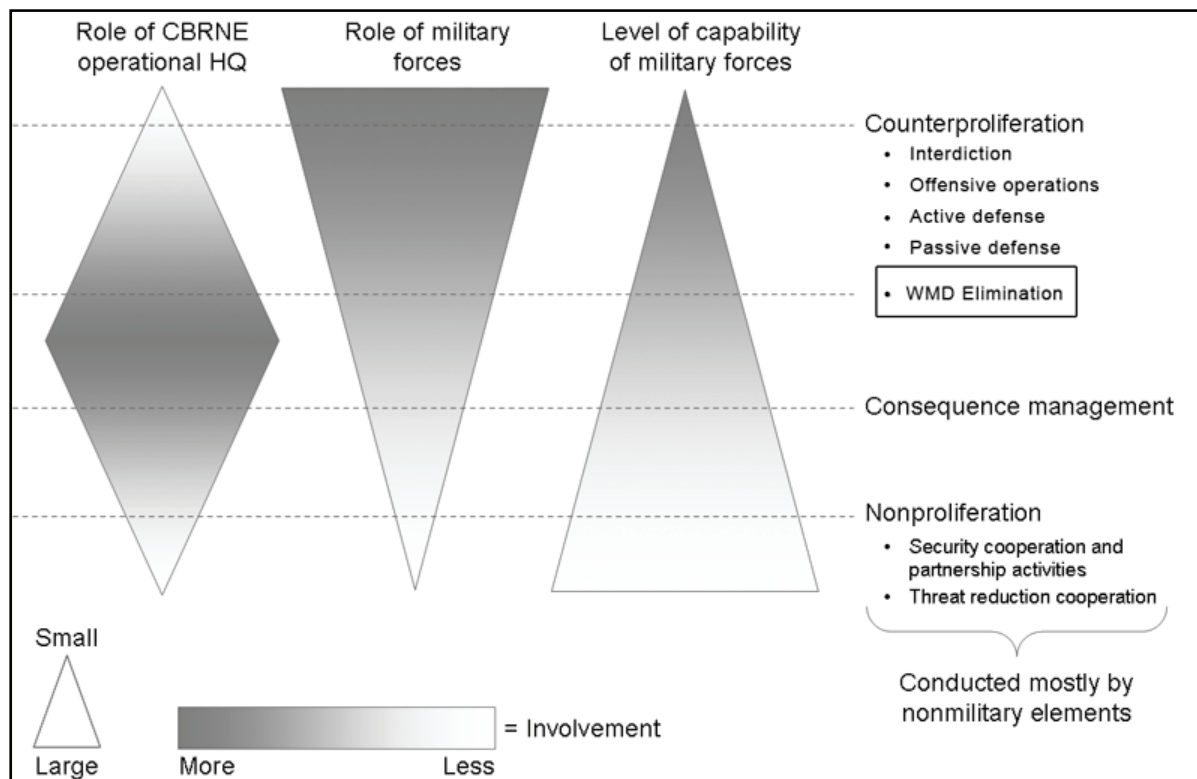 Role of CBRNE
operational HQ
Role of military
forces
Level of capability
of military forces
Counterproliferation
• Interdiction
• Offensive operations
• Active defense
• Passive defense
• WMD Elimination
Consequence management
Nonproliferation
• Security cooperation and
partnership activities
• Threat reduction cooperation
Conducted mostly by
nonmilitary elements
Small
Large
= Involvement
More
Less